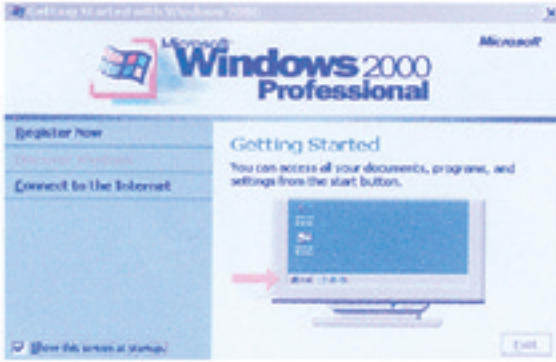 Getting Started with Windows 2000
Microsoft
Microsoft
Windows 2000
Professional
Register Now
Discover Windows
Connect to the Internet
Getting Started
You can access all your documents, programs, and
settings from the start button.
Show this screen at startup.
Exit